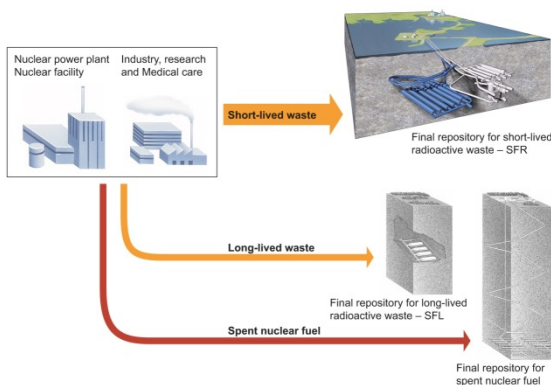 Nuclear power plant
Nuclear facility
Industry, research
and Medical care
Short-lived waste
Final repository for short-lived
radioactive waste – SFR
Long-lived waste
Final repository for long-lived
radioactive waste – SFL
Spent nuclear fuel
Final repository for
spent nuclear fuel